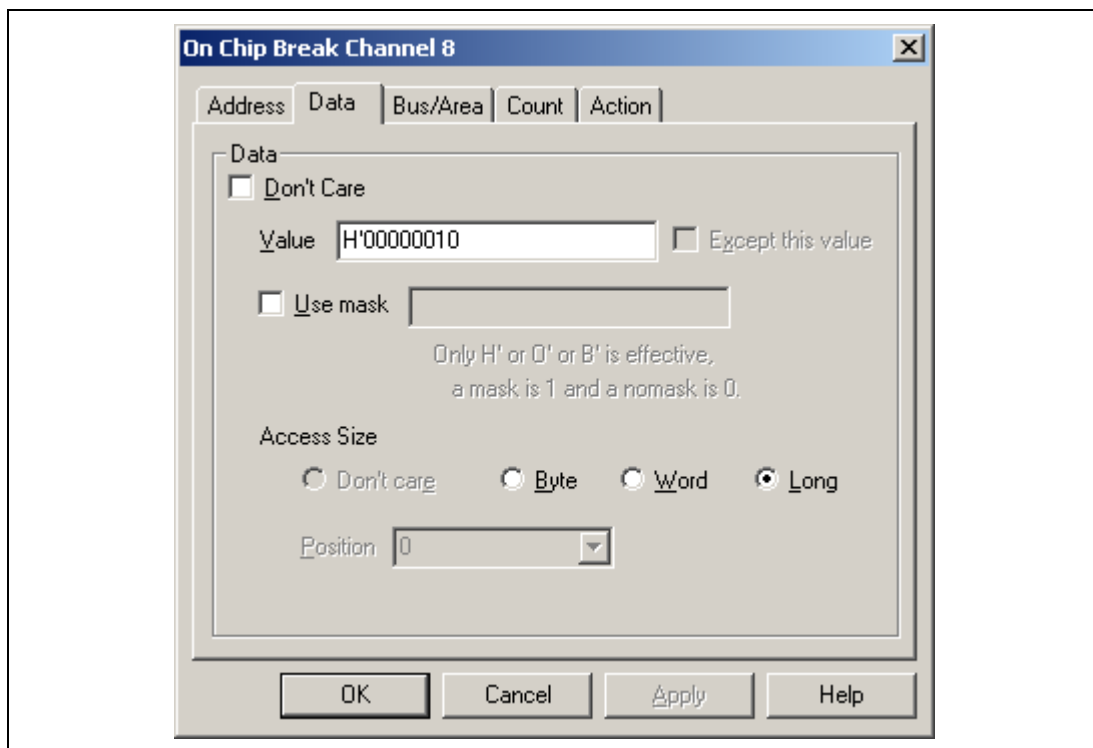 On Chip Break Channel 8
Address Data Bus/Area Count Action
Data
Don't Care
Value H'00000010 Except this value
Use mask
Only H' or O' or B' is effective,
a mask is 1 and a nomask is 0.
Access Size
Don't care Byte Word Long
Position 0
OK Cancel Apply Help